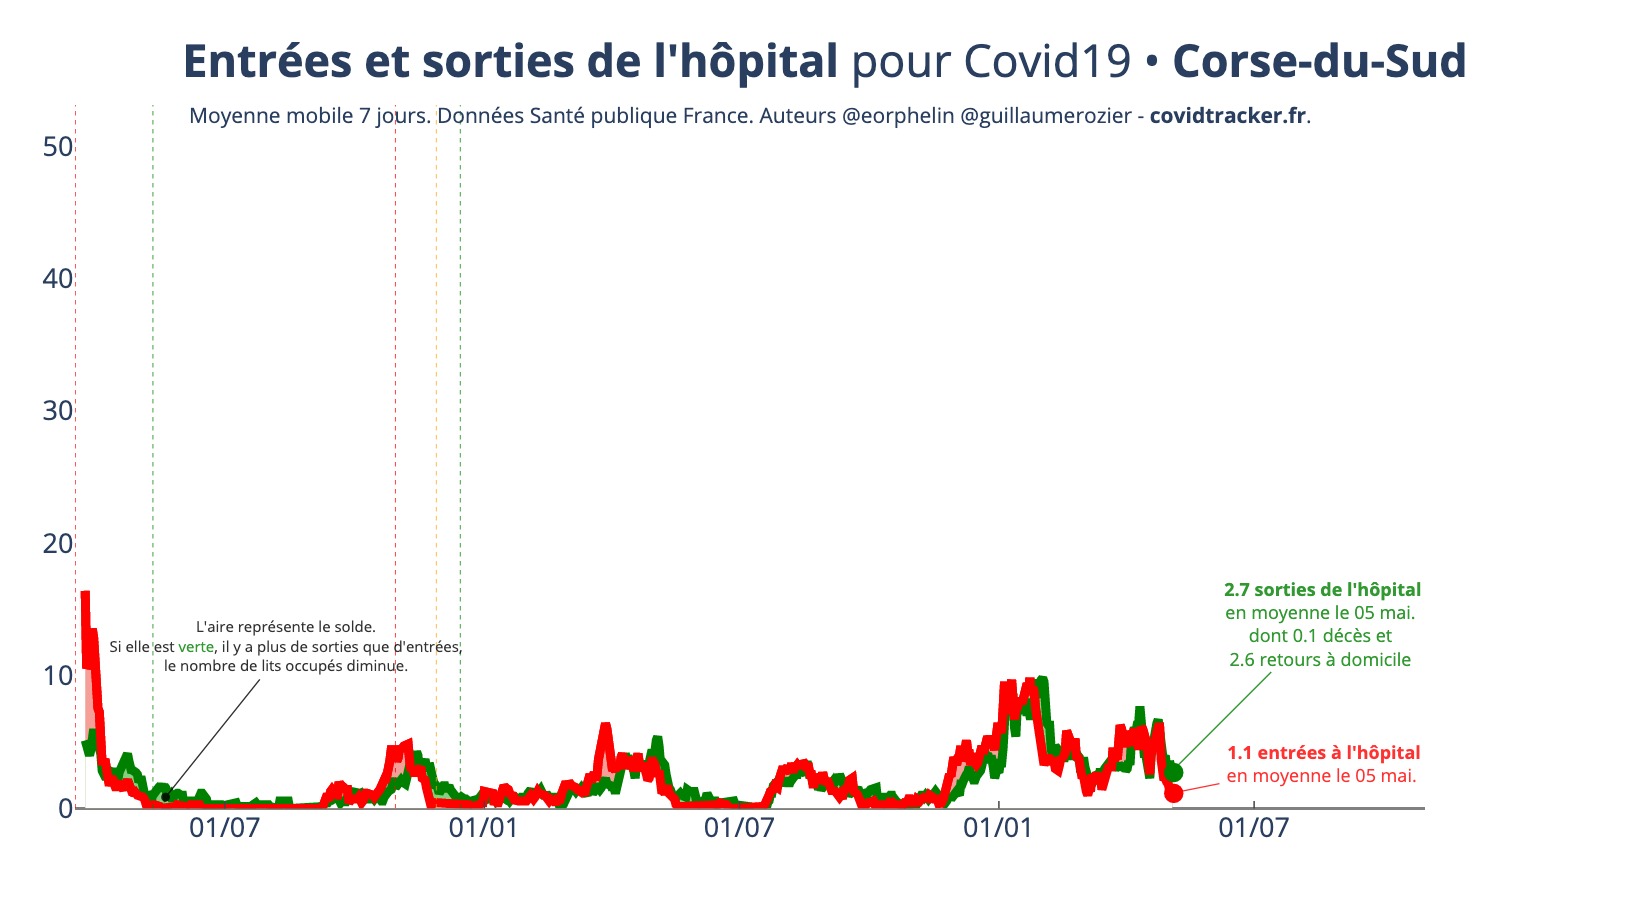 Entrées et sorties de l'hôpital pour Covid19 • Corse-du-Sud
Moyenne mobile 7 jours. Données Santé publique France. Auteurs @eorphelin @guillaumerozier - covidtracker.fr.
50
40
30
20
10
0
L'aire représente le solde.
Si elle est verte, il y a plus de sorties que d'entrées,
le nombre de lits occupés diminue.
2.7 sorties de l'hôpital
en moyenne le 05 mai.
dont 0.1 décès et
2.6 retours à domicile
1.1 entrées à l'hôpital
en moyenne le 05 mai.
01/07
01/01
01/07
01/01
01/07